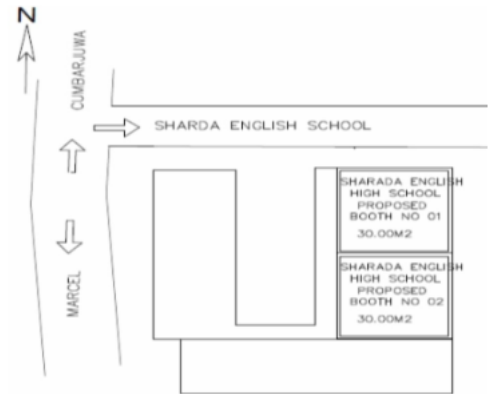 N
CUMBARJUWA
SHARDA ENGLISH SCHOOL
MARCEL
SHARADA ENGLISH
HIGH SCHOOL
PROPOSED
BOOTH NO 01
30.00M2
SHARADA ENGLISH
HIGH SCHOOL
PROPOSED
BOOTH NO 02
30.00M2